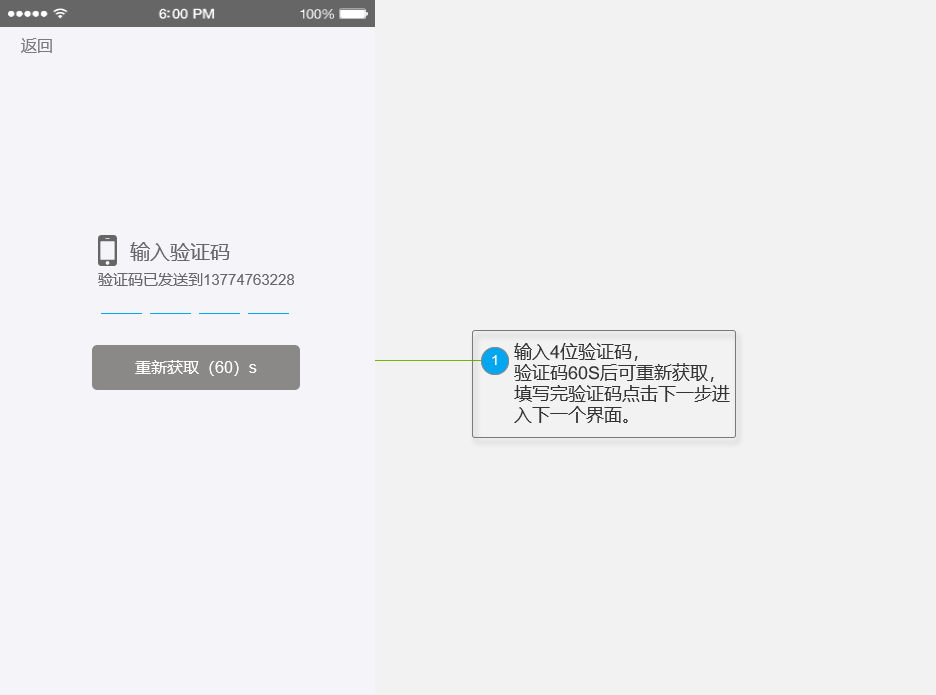 6:00 PM 100%
返回
输入验证码
验证码已发送到13774763228
重新获取（60）s
1
输入4位验证码，
验证码60S后可重新获取，
填写完验证码点击下一步进
入下一个界面。